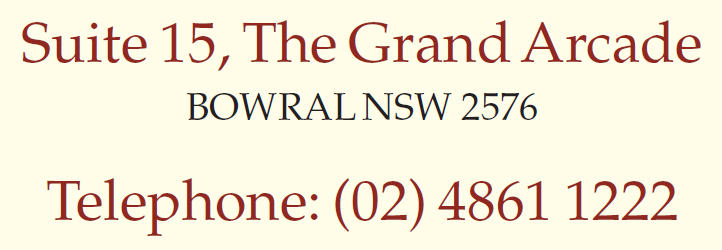 Suite 15, The Grand Arcade
BOWRAL NSW 2576
Telephone: (02) 4861 1222